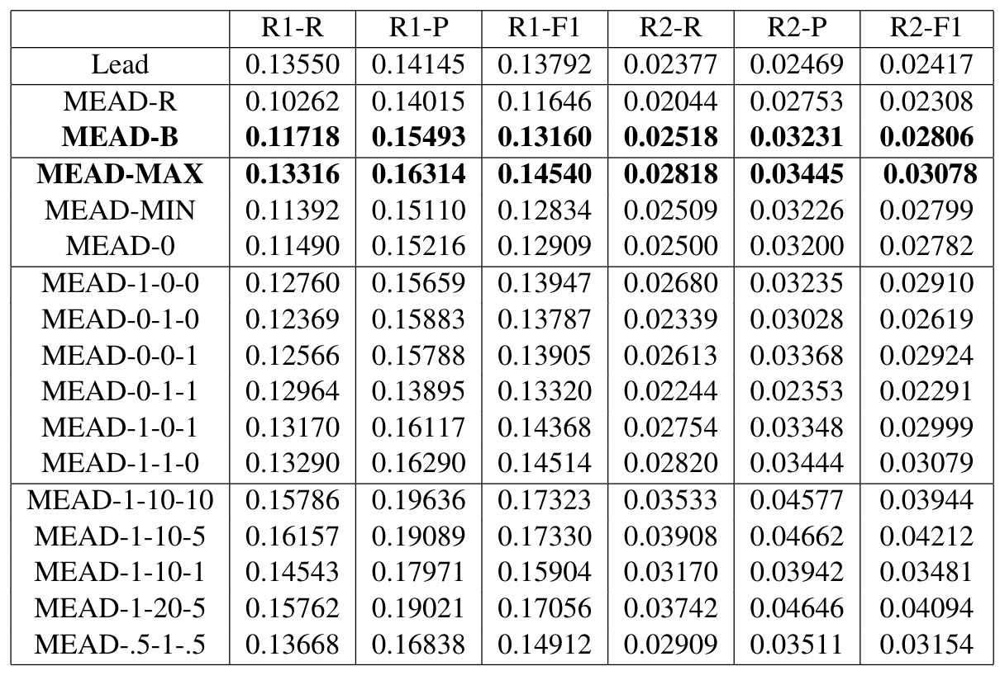 R1-R R1-P R1-F1 R2-R R2-P R2-F1
Lead 0.13550 0.14145 0.13792 0.02377 0.02469 0.02417
MEAD-R 0.10262 0.14015 0.11646 0.02044 0.02753 0.02308
MEAD-B 0.11718 0.15493 0.13160 0.02518 0.03231 0.02806
MEAD-MAX 0.13316 0.16314 0.14540 0.02818 0.03445 0.03078
MEAD-MIN 0.11392 0.15110 0.12834 0.02509 0.03226 0.02799
MEAD-0 0.11490 0.15216 0.12909 0.02500 0.03200 0.02782
MEAD-1-0-0 0.12760 0.15659 0.13947 0.02680 0.03235 0.02910
MEAD-0-1-0 0.12369 0.15883 0.13787 0.02339 0.03028 0.02619
MEAD-0-0-1 0.12566 0.15788 0.13905 0.02613 0.03368 0.02924
MEAD-0-1-1 0.12964 0.13895 0.13320 0.02244 0.02353 0.02291
MEAD-1-0-1 0.13170 0.16117 0.14368 0.02754 0.03348 0.02999
MEAD-1-1-0 0.13290 0.16290 0.14514 0.02820 0.03444 0.03079
MEAD-1-10-10 0.15786 0.19636 0.17323 0.03533 0.04577 0.03944
MEAD-1-10-5 0.16157 0.19089 0.17330 0.03908 0.04662 0.04212
MEAD-1-10-1 0.14543 0.17971 0.15904 0.03170 0.03942 0.03481
MEAD-1-20-5 0.15762 0.19021 0.17056 0.03742 0.04646 0.04094
MEAD-.5-1-.5 0.13668 0.16838 0.14912 0.02909 0.03511 0.03154